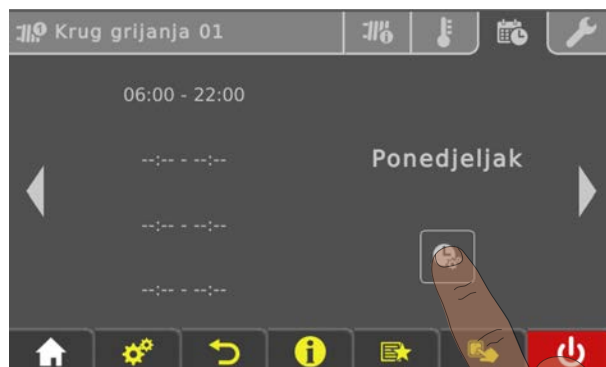 Krug grijanja 01
06:00 - 22:00
--:-- - --:--
Ponedjeljak
--:-- - --:--
--:-- - --:--